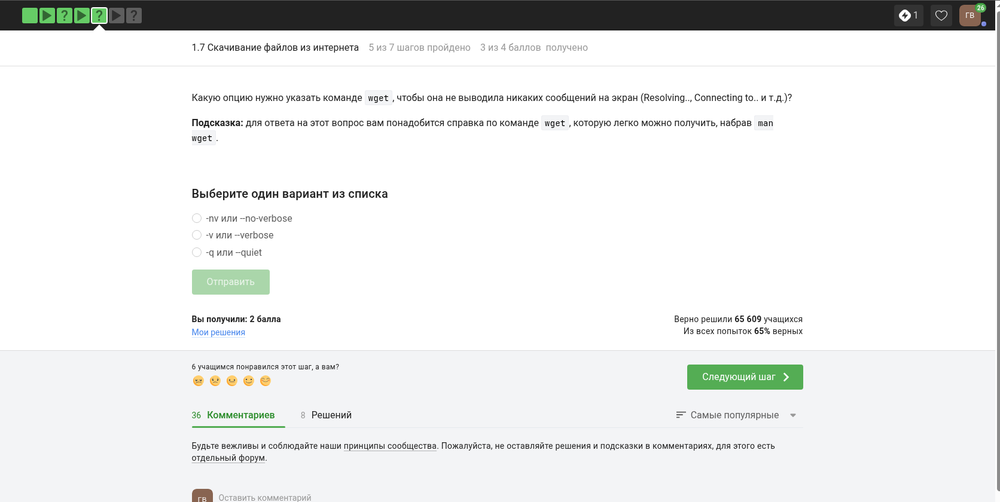 ? ? ?
1 ГВ 26
1.7 Скачивание файлов из интернета 5 из 7 шагов пройдено 3 из 4 баллов получено
Какую опцию нужно указать команде wget, чтобы она не выводила никаких сообщений на экран (Resolving.., Connecting to.. и т.д.)?
Подсказка: для ответа на этот вопрос вам понадобится справка по команде wget, которую легко можно получить, набрав man
wget.
Выберите один вариант из списка
-nv или --no-verbose
-v или --verbose
-q или --quiet
Отправить
Вы получили: 2 балла
Мои решения
Верно решили 65 609 учащихся
Из всех попыток 65% верных
6 учащимся понравился этот шаг, а вам?
Следующий шаг
36 Комментариев 8 Решений Самые популярные
Будьте вежливы и соблюдайте наши принципы сообщества. Пожалуйста, не оставляйте решения и подсказки в комментариях, для этого есть
отдельный форум.
ГВ Оставить комментарий